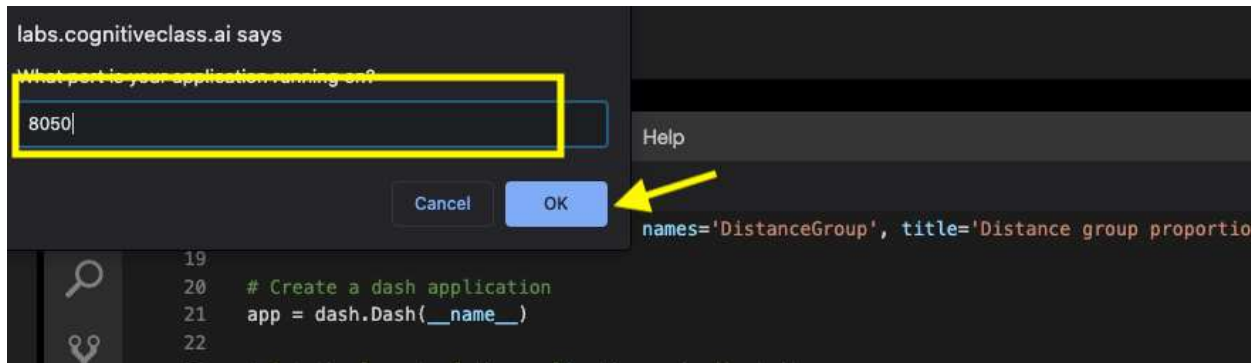 labs.cognitiveclass.ai says
What port is your application running on?
8050
Help
Cancel
OK
names='DistanceGroup', title='Distance group proportio
19
20 # Create a dash application
21 app = dash.Dash(__name__)
22